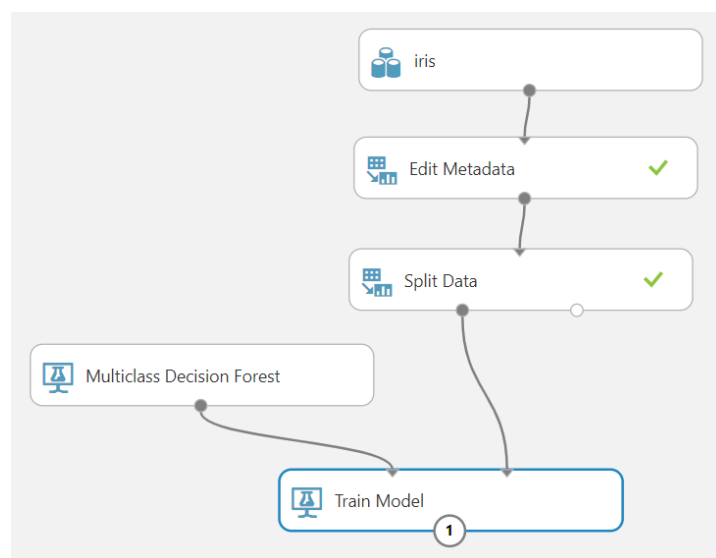 iris
Edit Metadata
Split Data
Multiclass Decision Forest
Train Model
1